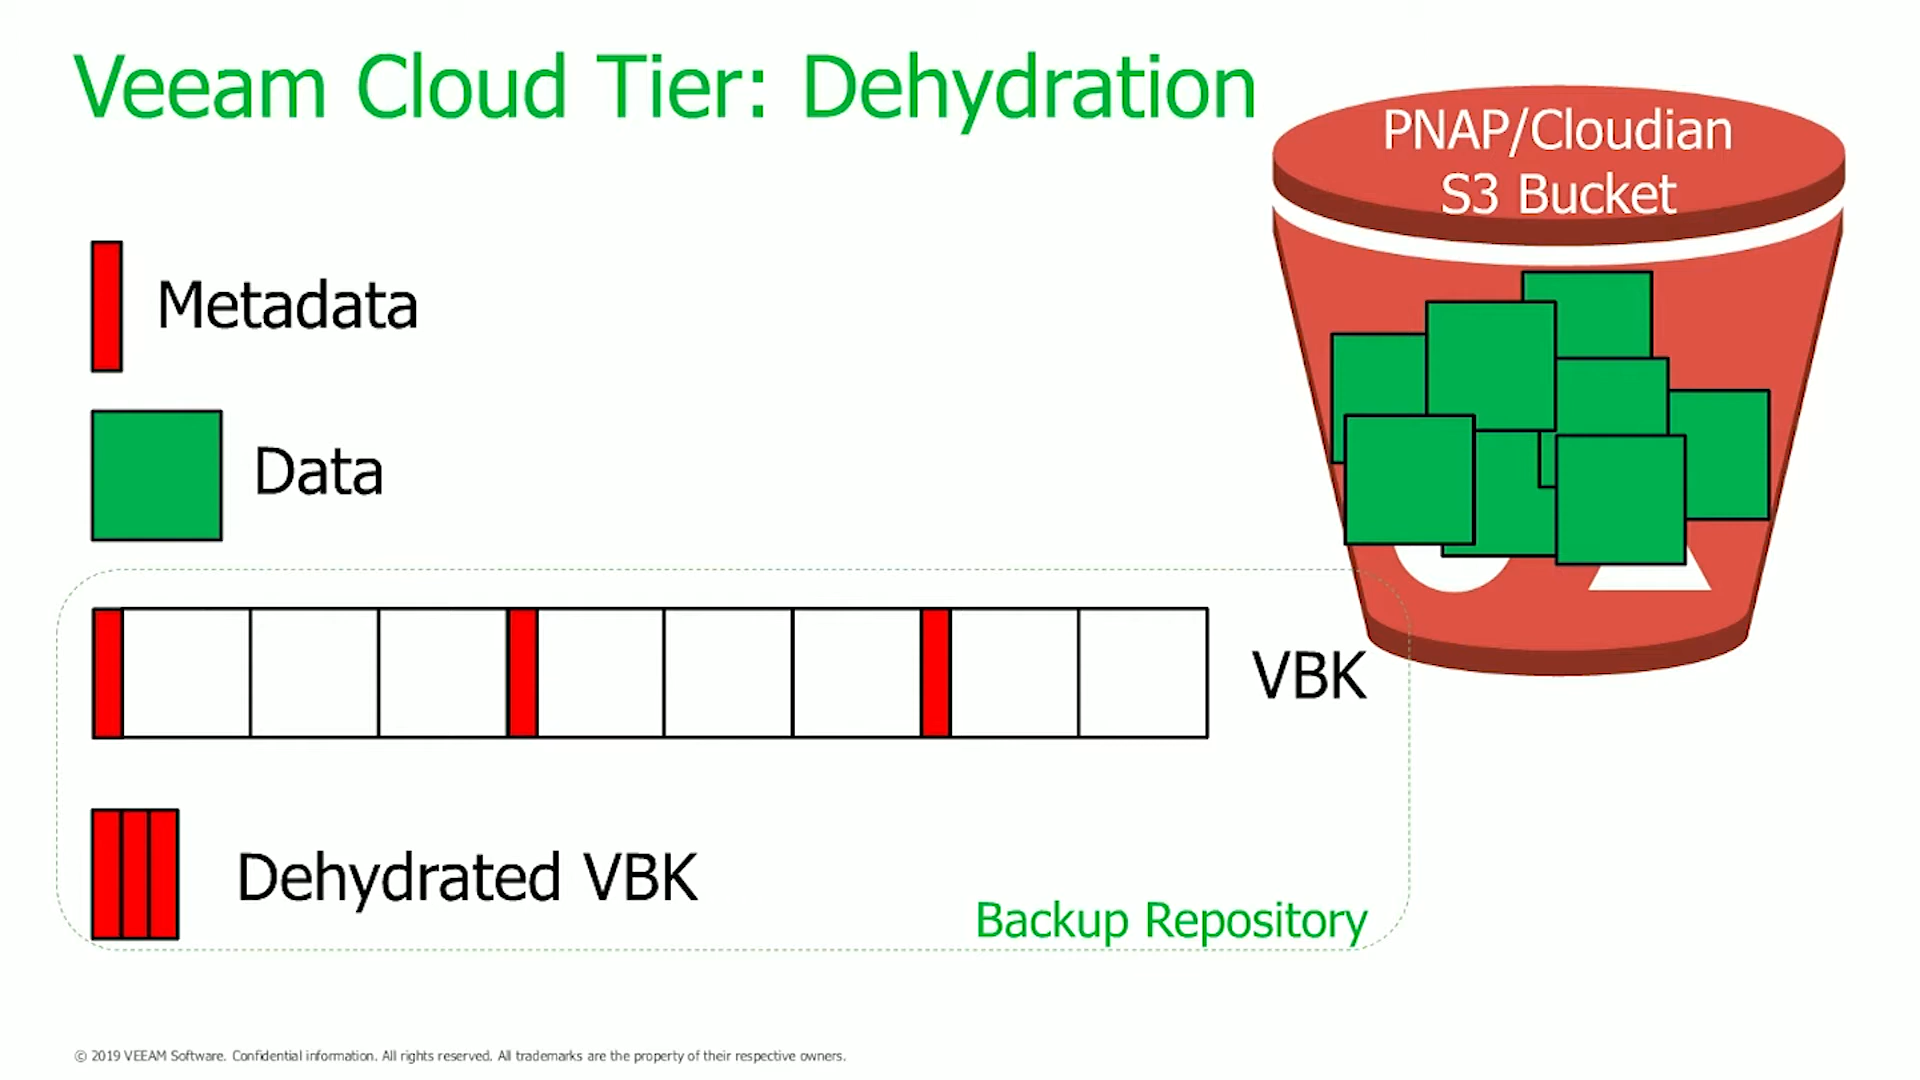 Veeam Cloud Tier: Dehydration
PNAP/Cloudian
S3 Bucket
Metadata
Data
VBK
Dehydrated VBK
Backup Repository
© 2019 VEEAM Software. Confidential information. All rights reserved. All trademarks are the property of their respective owners.